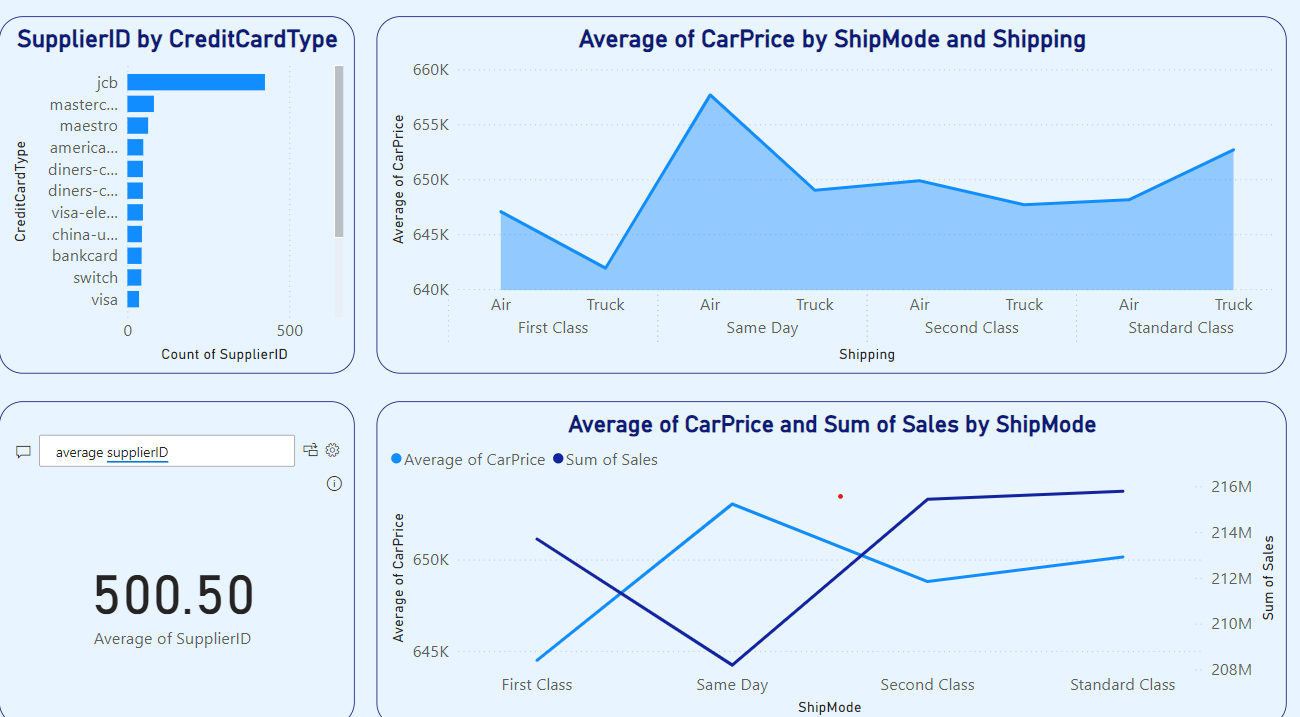 SupplierID by CreditCardType
CreditCardType
jcb
masterc...
maestro
america...
diners-c...
diners-c...
visa-ele...
china-u...
bankcard
switch
visa
0 500
Count of SupplierID
Average of CarPrice by ShipMode and Shipping
Average of CarPrice
660K
655K
650K
645K
640K
Air Truck Air Truck Air Truck Air Truck
First Class Same Day Second Class Standard Class
Shipping
average supplierID
500.50
Average of SupplierID
Average of CarPrice and Sum of Sales by ShipMode
Average of CarPrice Sum of Sales
Average of CarPrice
650K
645K
216M
214M
212M
210M
208M
Sum of Sales
First Class Same Day Second Class Standard Class
ShipMode